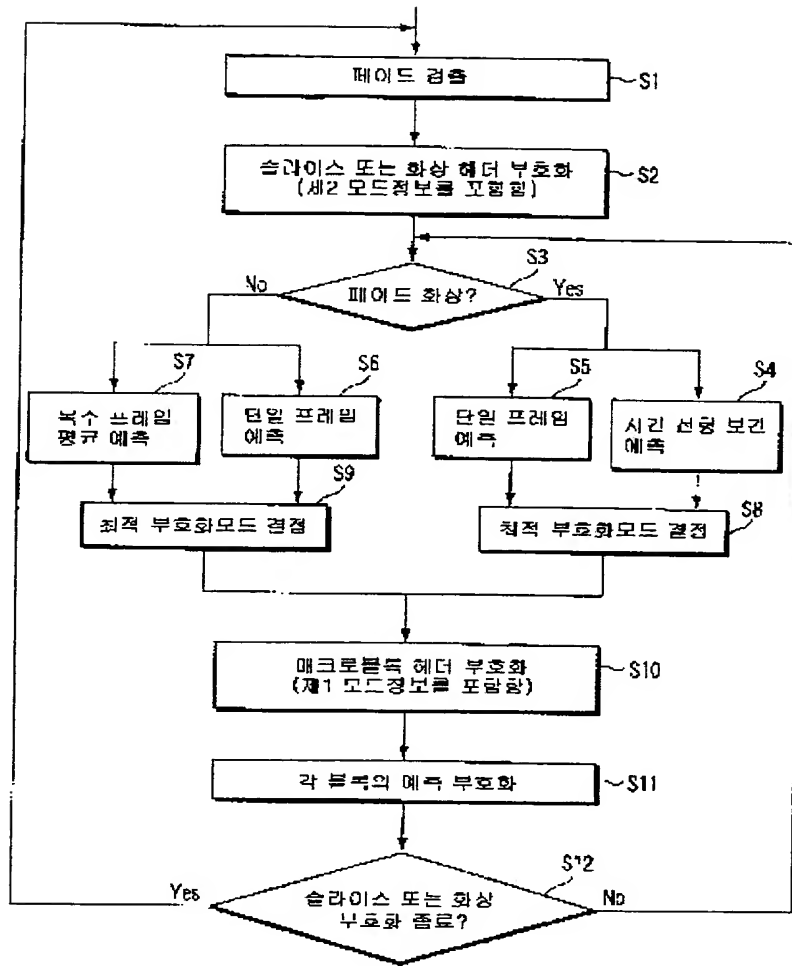 페이드 검출
S1
슬라이스 또는 화상 헤더 부호화
(제2 모드정보를 포함함)
S2
S3
No
페이드 화상?
Yes
S7
S6
S5
S4
복수 프레임
평균 예측
단일 프레임
예측
단일 프레임
예측
시간 선형 보간
예측
S9
최적 부호화모드 결정
S8
최적 부호화모드 결정
매크로블록 헤더 부호화
(제1 모드정보를 포함함)
S10
각 블록의 예측 부호화
S11
S12
Yes
슬라이스 또는 화상
부호화 종료?
No